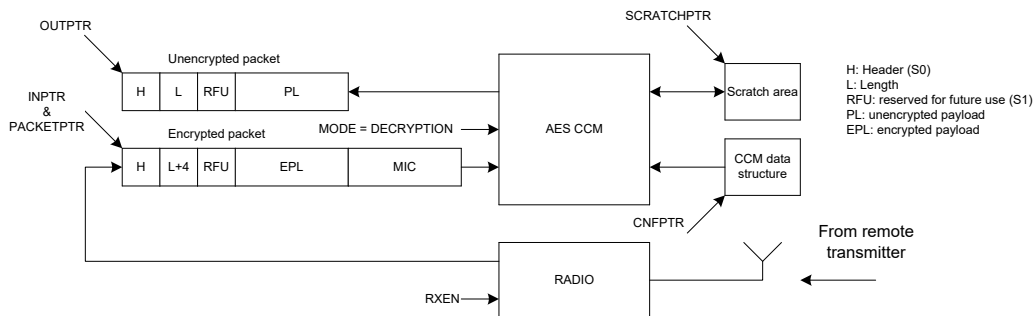 OUTPTR
SCRATCHPTR
Unencrypted packet
H L RFU PL
INPTR
&
PACKETPTR
MODE = DECRYPTION
AES CCM
Scratch area
Encrypted packet
H L+4 RFU EPL MIC
CCM data
structure
CNFPTR
H: Header (S0)
L: Length
RFU: reserved for future use (S1)
PL: unencrypted payload
EPL: encrypted payload
From remote
transmitter
RADIO
RXEN